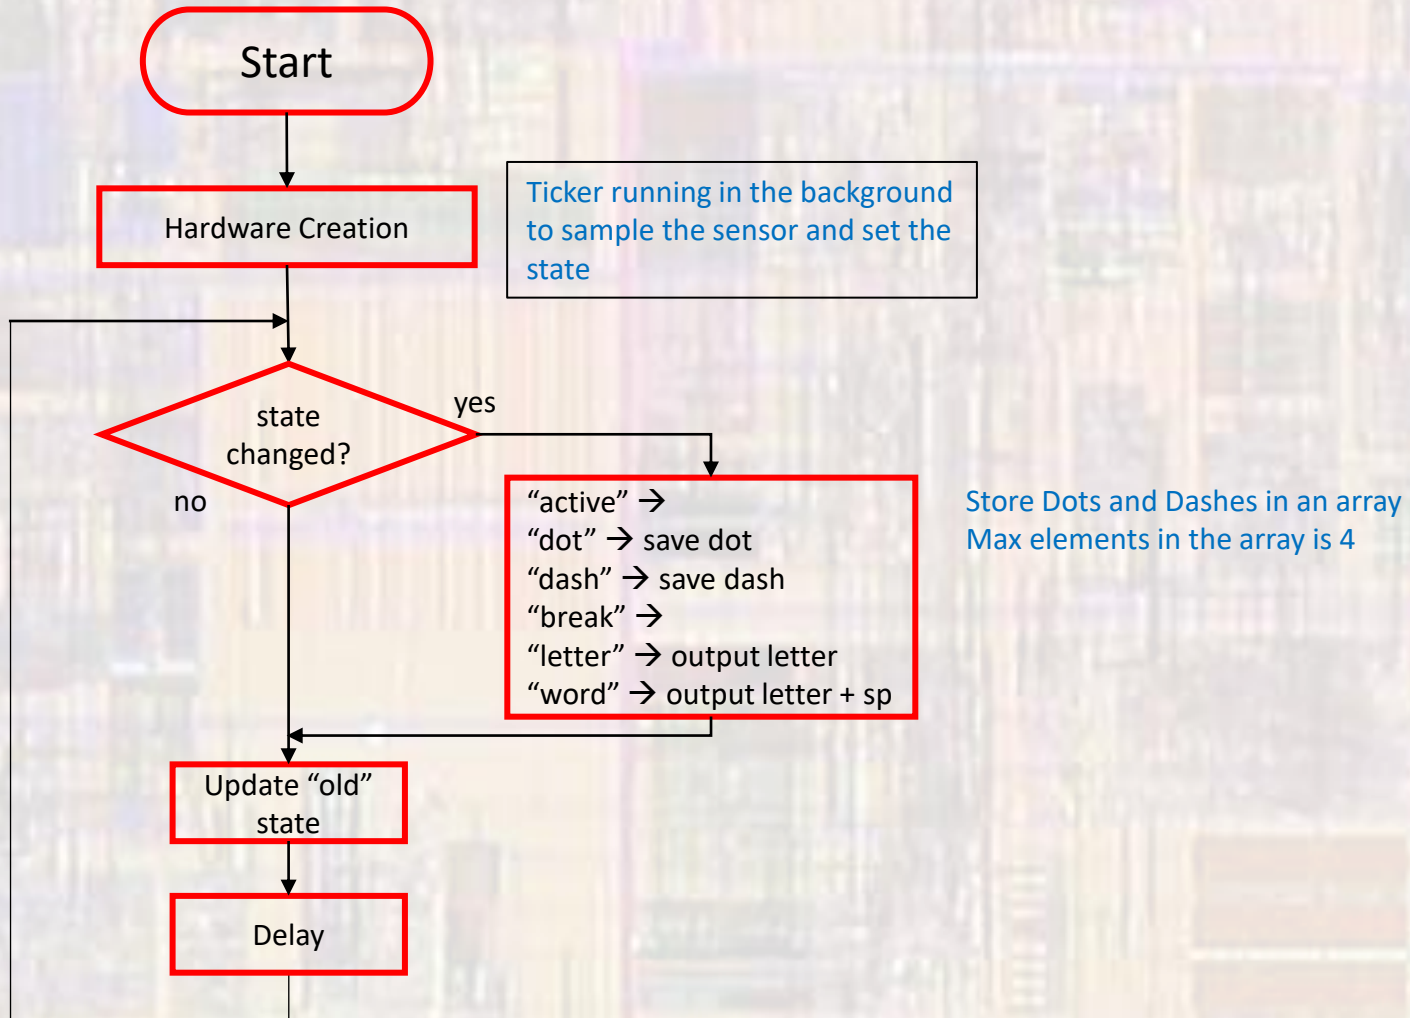 Start
Hardware Creation
Ticker running in the background
to sample the sensor and set the
state
state
changed?
yes
no
“active” →
“dot” → save dot
“dash” → save dash
“break” →
“letter” → output letter
“word” → output letter + sp
Store Dots and Dashes in an array
Max elements in the array is 4
Update “old”
state
Delay